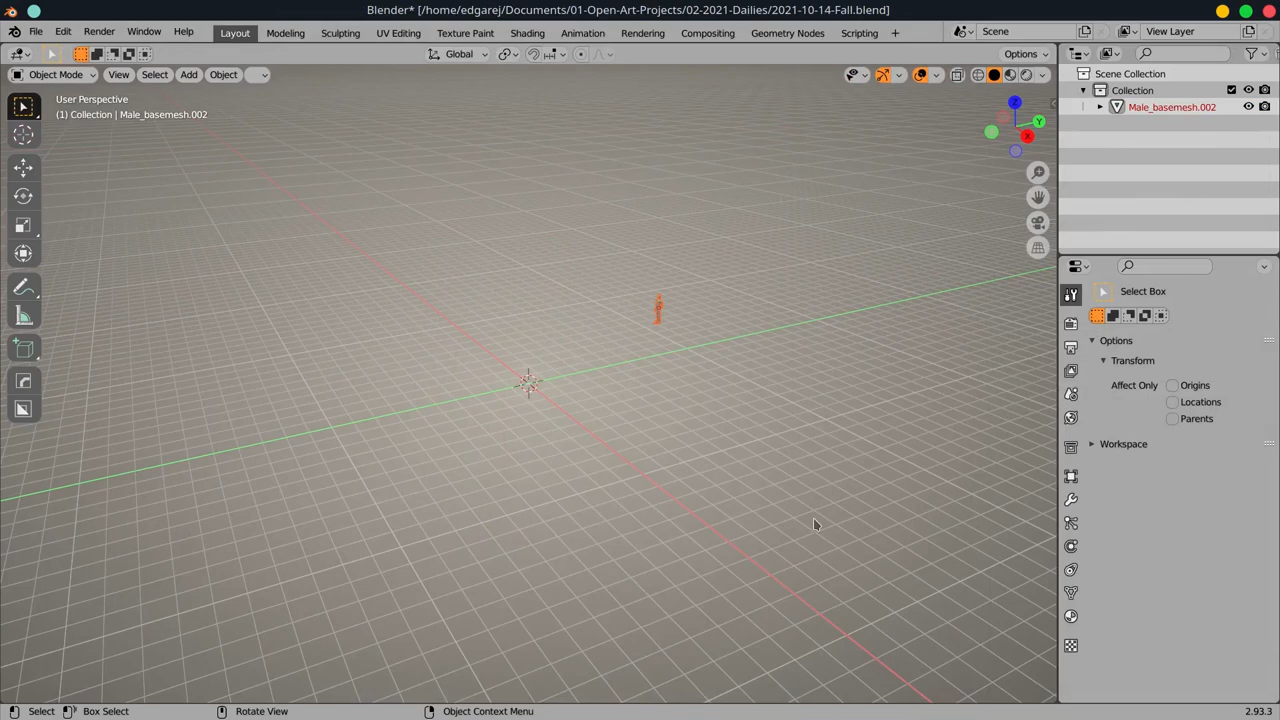 Blender* [/home/edgarej/Documents/01-Open-Art-Projects/02-2021-Dailies/2021-10-14-Fall.blend]
File Edit Render Window Help Layout Modeling Sculpting UV Editing Texture Paint Shading Animation Rendering Compositing Geometry Nodes Scripting + Scene View Layer
Global Options
Object Mode View Select Add Object
User Perspective
(1) Collection | Male_basemesh.002
Z
Y
X
Scene Collection
Collection
Male_basemesh.002
Select Box
Options
Transform
Affect Only Origins
Locations
Parents
Workspace
Select Box Select Rotate View Object Context Menu 2.93.3